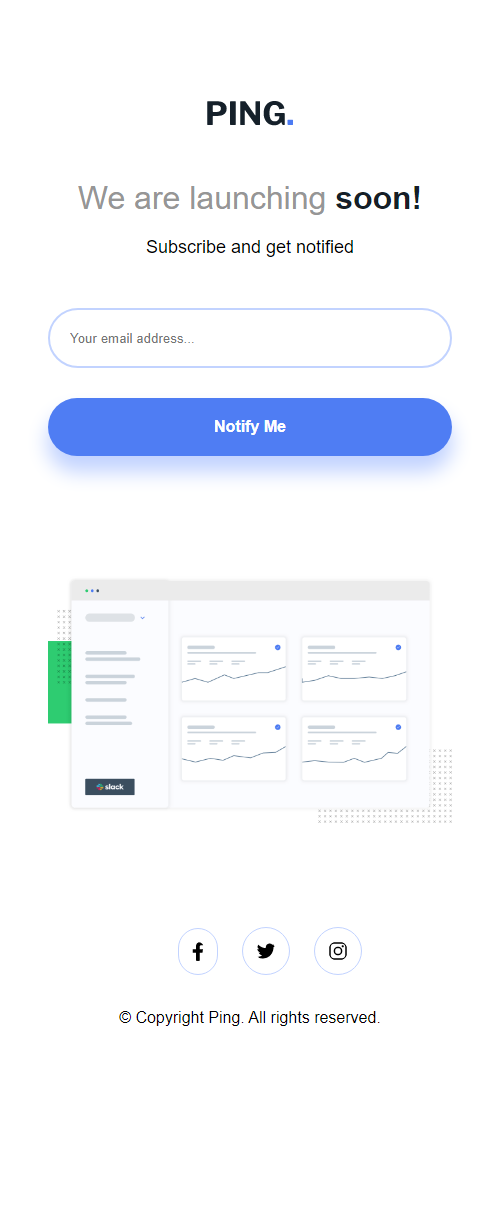 PING.
We are launching soon!
Subscribe and get notified
Your email address...
Notify Me
slack
© Copyright Ping. All rights reserved.